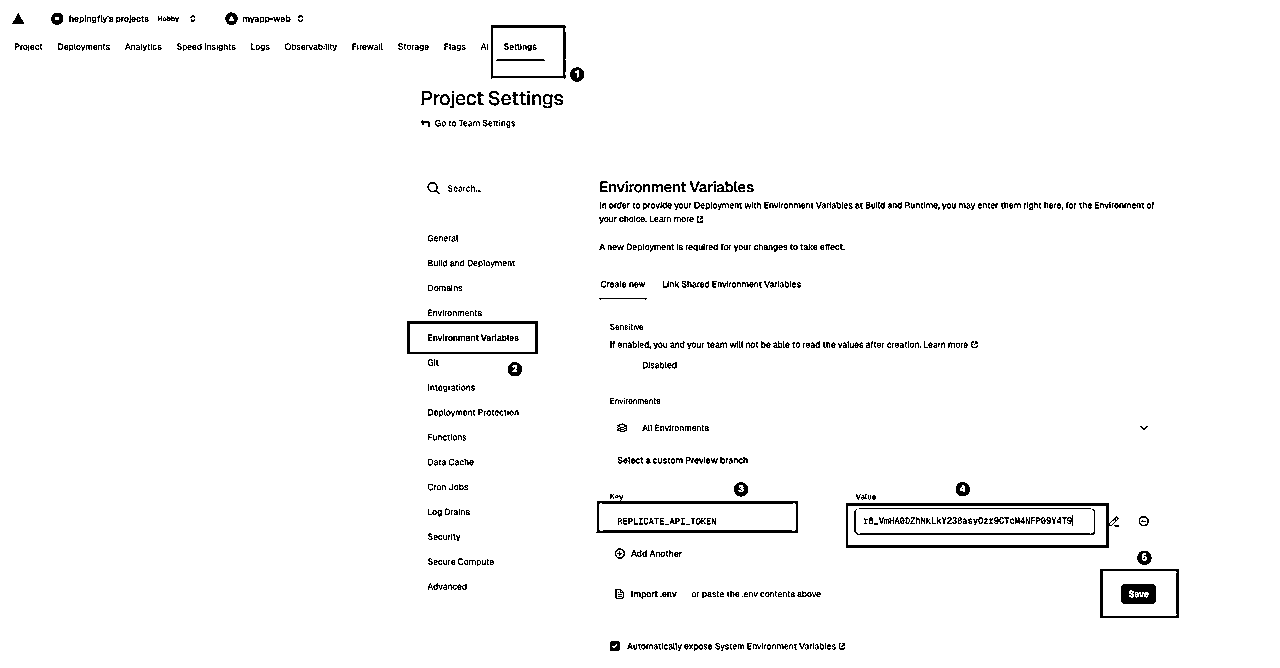 hepingfly's projects Hobby myapp-web
Project Deployments Analytics Speed Insights Logs Observability Firewall Storage Flags AI Settings
1
Project Settings
Go to Team Settings
Search...
Environment Variables
In order to provide your Deployment with Environment Variables at Build and Runtime, you may enter them right here, for the Environment of
your choice. Learn more
A new Deployment is required for your changes to take effect.
General
Build and Deployment
Domains
Environments
Environment Variables
2
Git
Integrations
Deployment Protection
Functions
Data Cache
Cron Jobs
Log Drains
Security
Secure Compute
Advanced
Create new Link Shared Environment Variables
Sensitive
If enabled, you and your team will not be able to read the values after creation. Learn more
Disabled
Environments
All Environments
Select a custom Preview branch
3 4
Key Value
REPLICATE_API_TOKEN
Add Another
5
Import .env or paste the .env contents above
Save
Automatically expose System Environment Variables